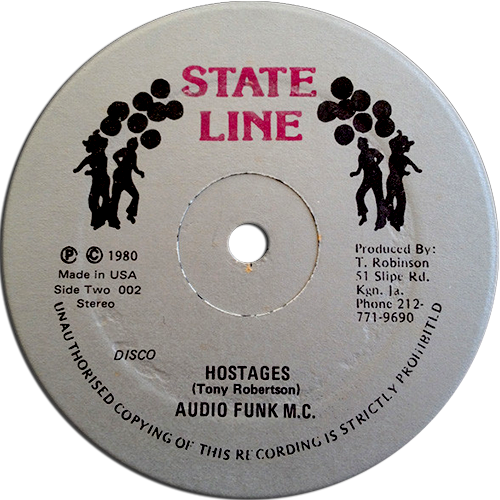 STATE
LINE
℗ © 1980
Made in USA
Side Two 002
Stereo
Produced By:
T. Robinson
51 Slipe Rd.
Kgn. Ja.
Phone 212-
771-9690
DISCO
HOSTAGES
(Tony Robertson)
AUDIO FUNK M.C.
UNAUTHORISED COPYING OF THIS RECORDING IS STRICTLY PROHIBITED